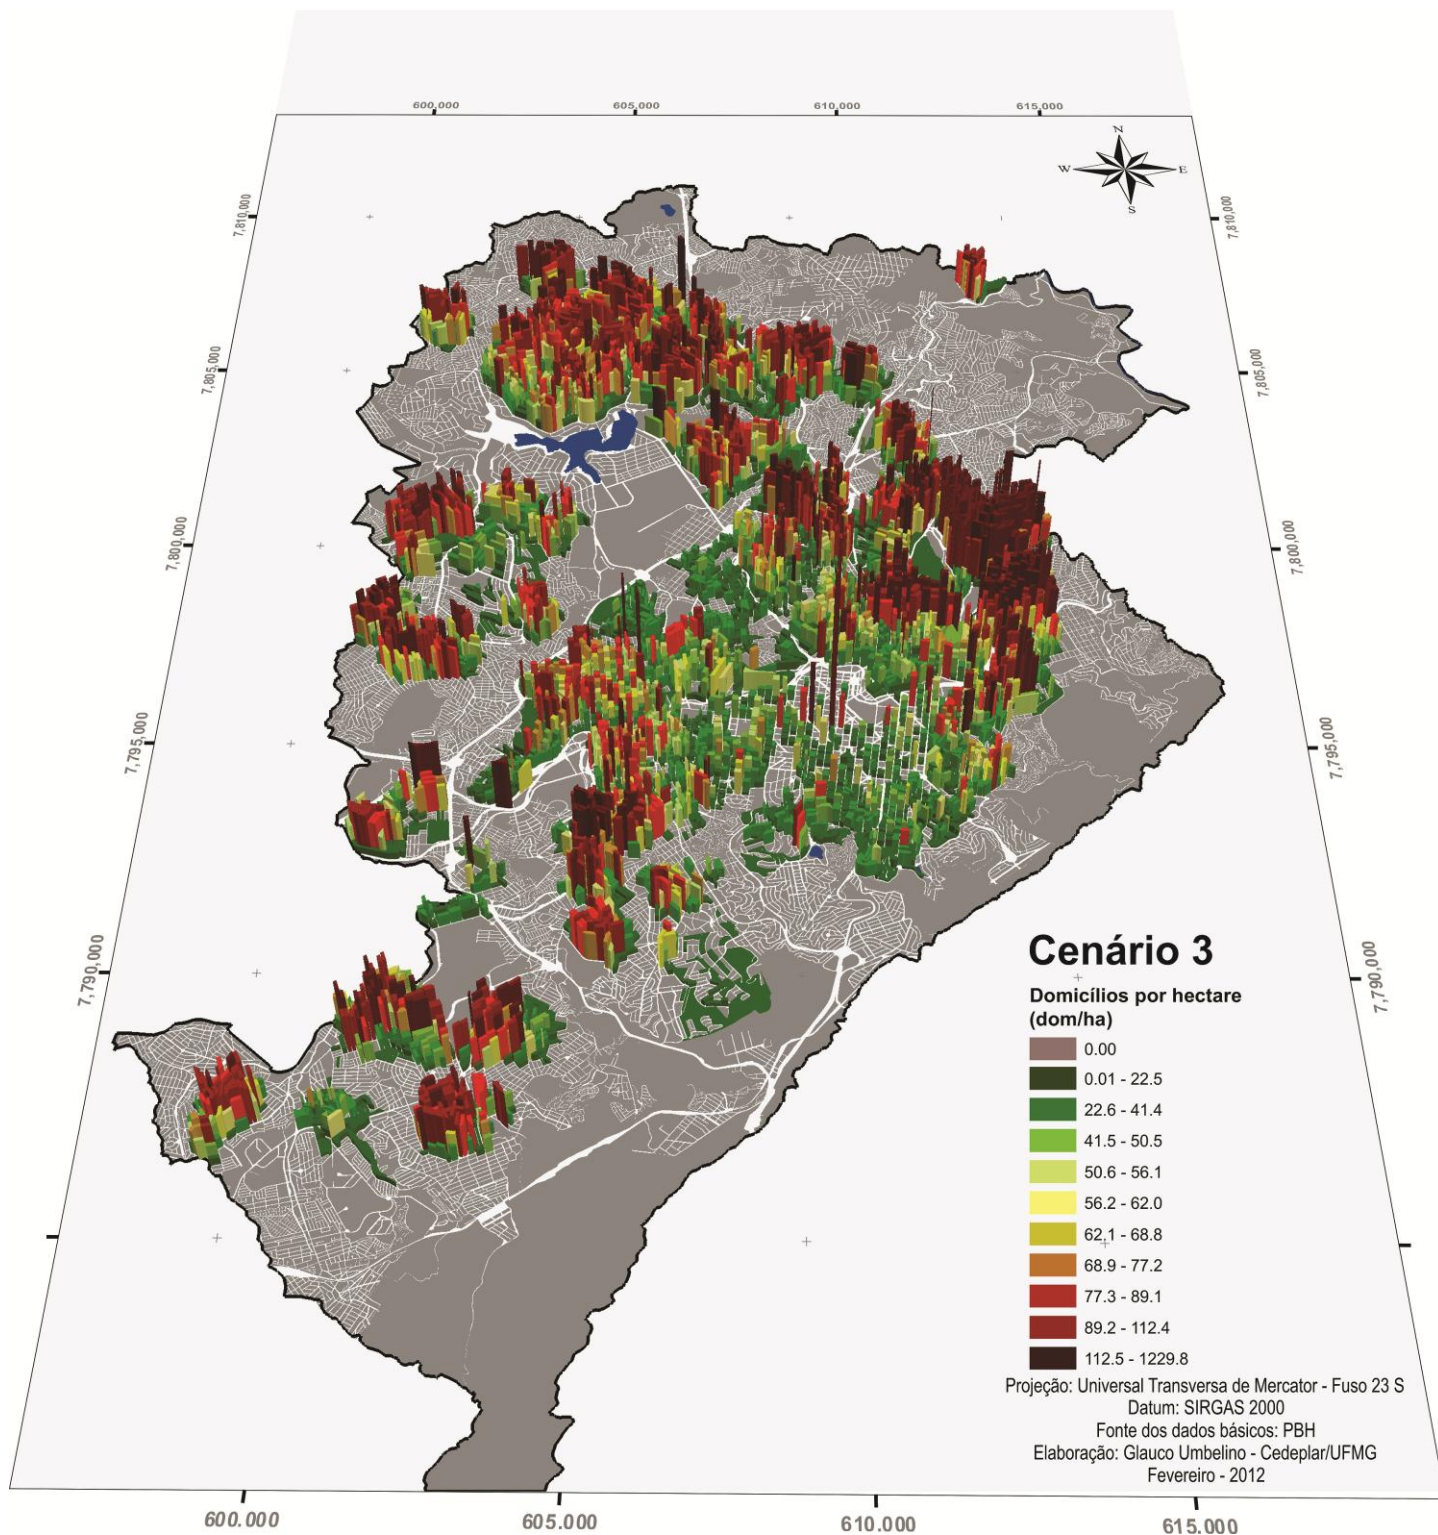 600.000 605.000 610.000 615.000
N
W E
S
7,810,000 7,810,000
7,805,000 7,805,000
7,800,000 7,800,000
7,795,000 7,795,000
7,790,000 7,790,000
Cenário 3
Domicílios por hectare
(dom/ha)
0.00
0.01 - 22.5
22.6 - 41.4
41.5 - 50.5
50.6 - 56.1
56.2 - 62.0
62.1 - 68.8
68.9 - 77.2
77.3 - 89.1
89.2 - 112.4
112.5 - 1229.8
Projeção: Universal Transversa de Mercator - Fuso 23 S
Datum: SIRGAS 2000
Fonte dos dados básicos: PBH
Elaboração: Glauco Umbelino - Cedeplar/UFMG
Fevereiro - 2012
600.000 605.000 610.000 615.000